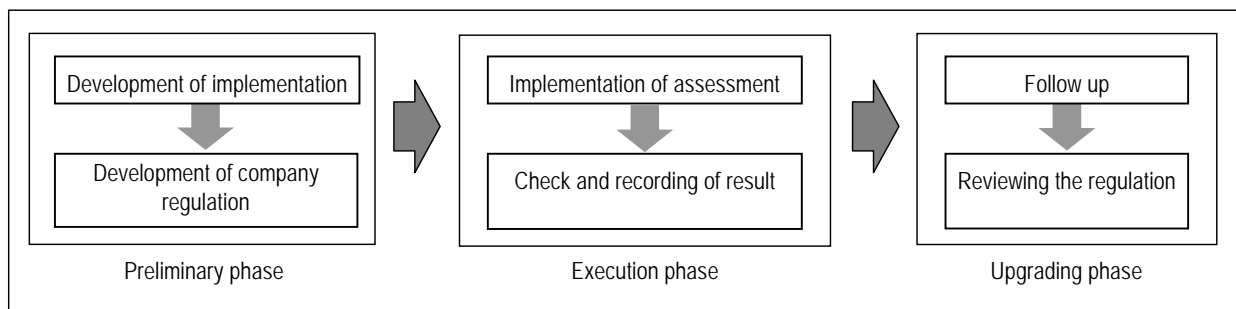 Development of implementation
Development of company
regulation
Preliminary phase
Implementation of assessment
Check and recording of result
Execution phase
Follow up
Reviewing the regulation
Upgrading phase